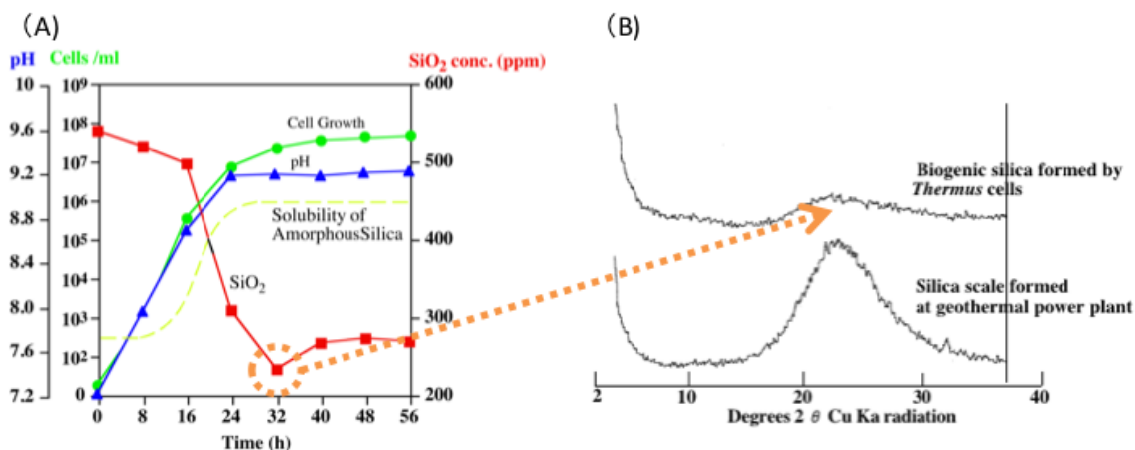 (A)
pH Cells /ml SiO₂ conc. (ppm)
10 10⁹ 600
9.6 10⁸
Cell Growth
10⁷ 500
pH
9.2 10⁶
Solubility of
AmorphousSilica
8.8 10⁵ 400
8.4 10⁴
SiO₂
8.0 10³ 300
7.6 10²
7.2 0 200
0 8 16 24 32 40 48 56
Time (h)
(B)
Biogenic silica formed by
Thermus cells
Silica scale formed
at geothermal power plant
2 10 20 30 40
Degrees 2 θ Cu Ka radiation